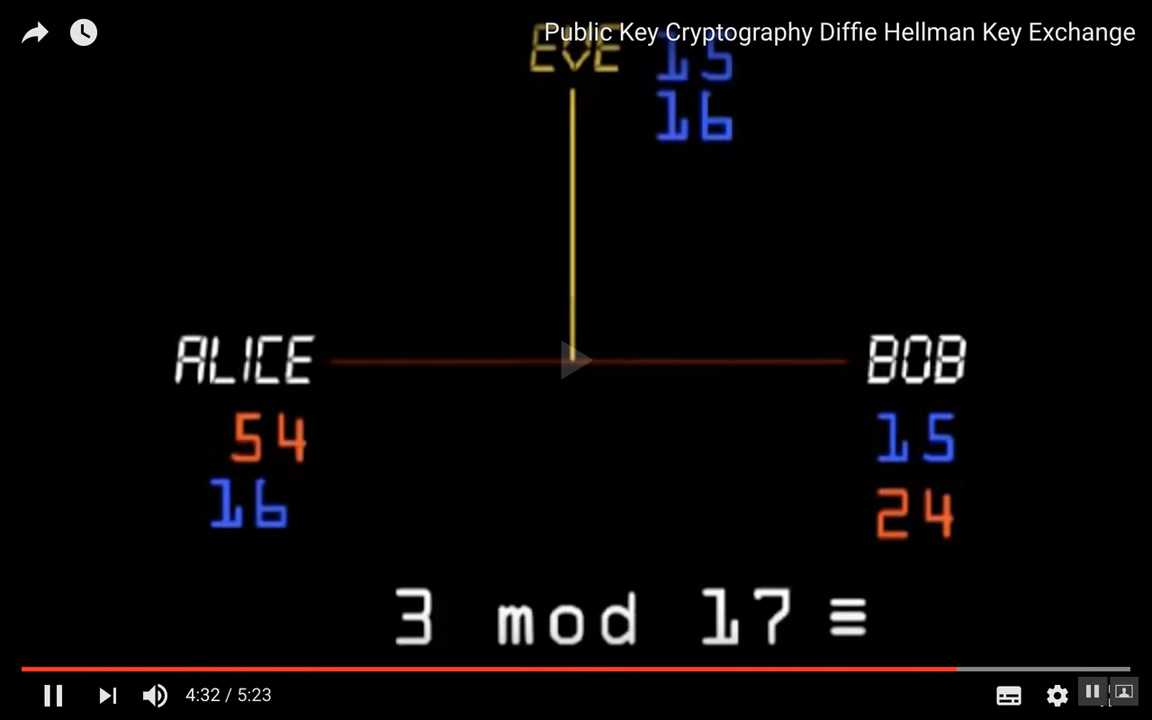 Public Key Cryptography Diffie Hellman Key Exchange
EVE 15
16
ALICE BOB
54 15
16 24
3 mod 17 ≡
4:32 / 5:23